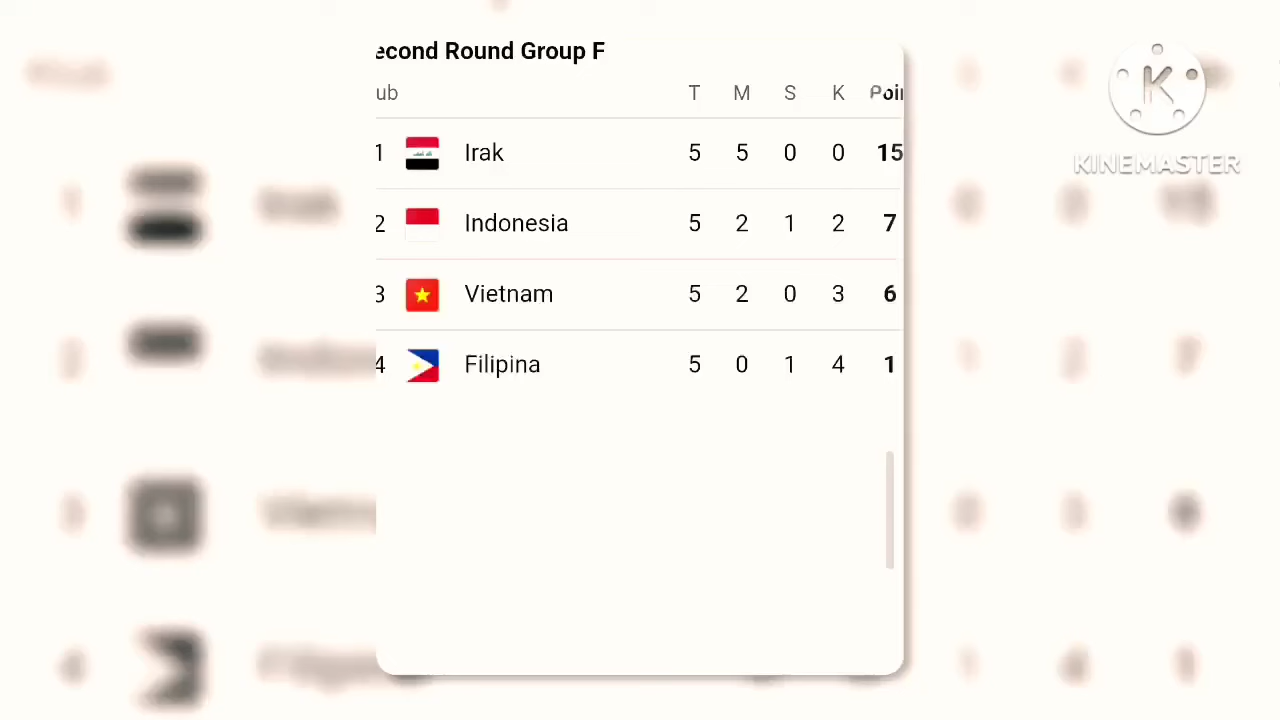 econd Round Group F
ub T M S K Poin
1 Irak 5 5 0 0 15
2 Indonesia 5 2 1 2 7
3 Vietnam 5 2 0 3 6
4 Filipina 5 0 1 4 1
K
KINEMASTER